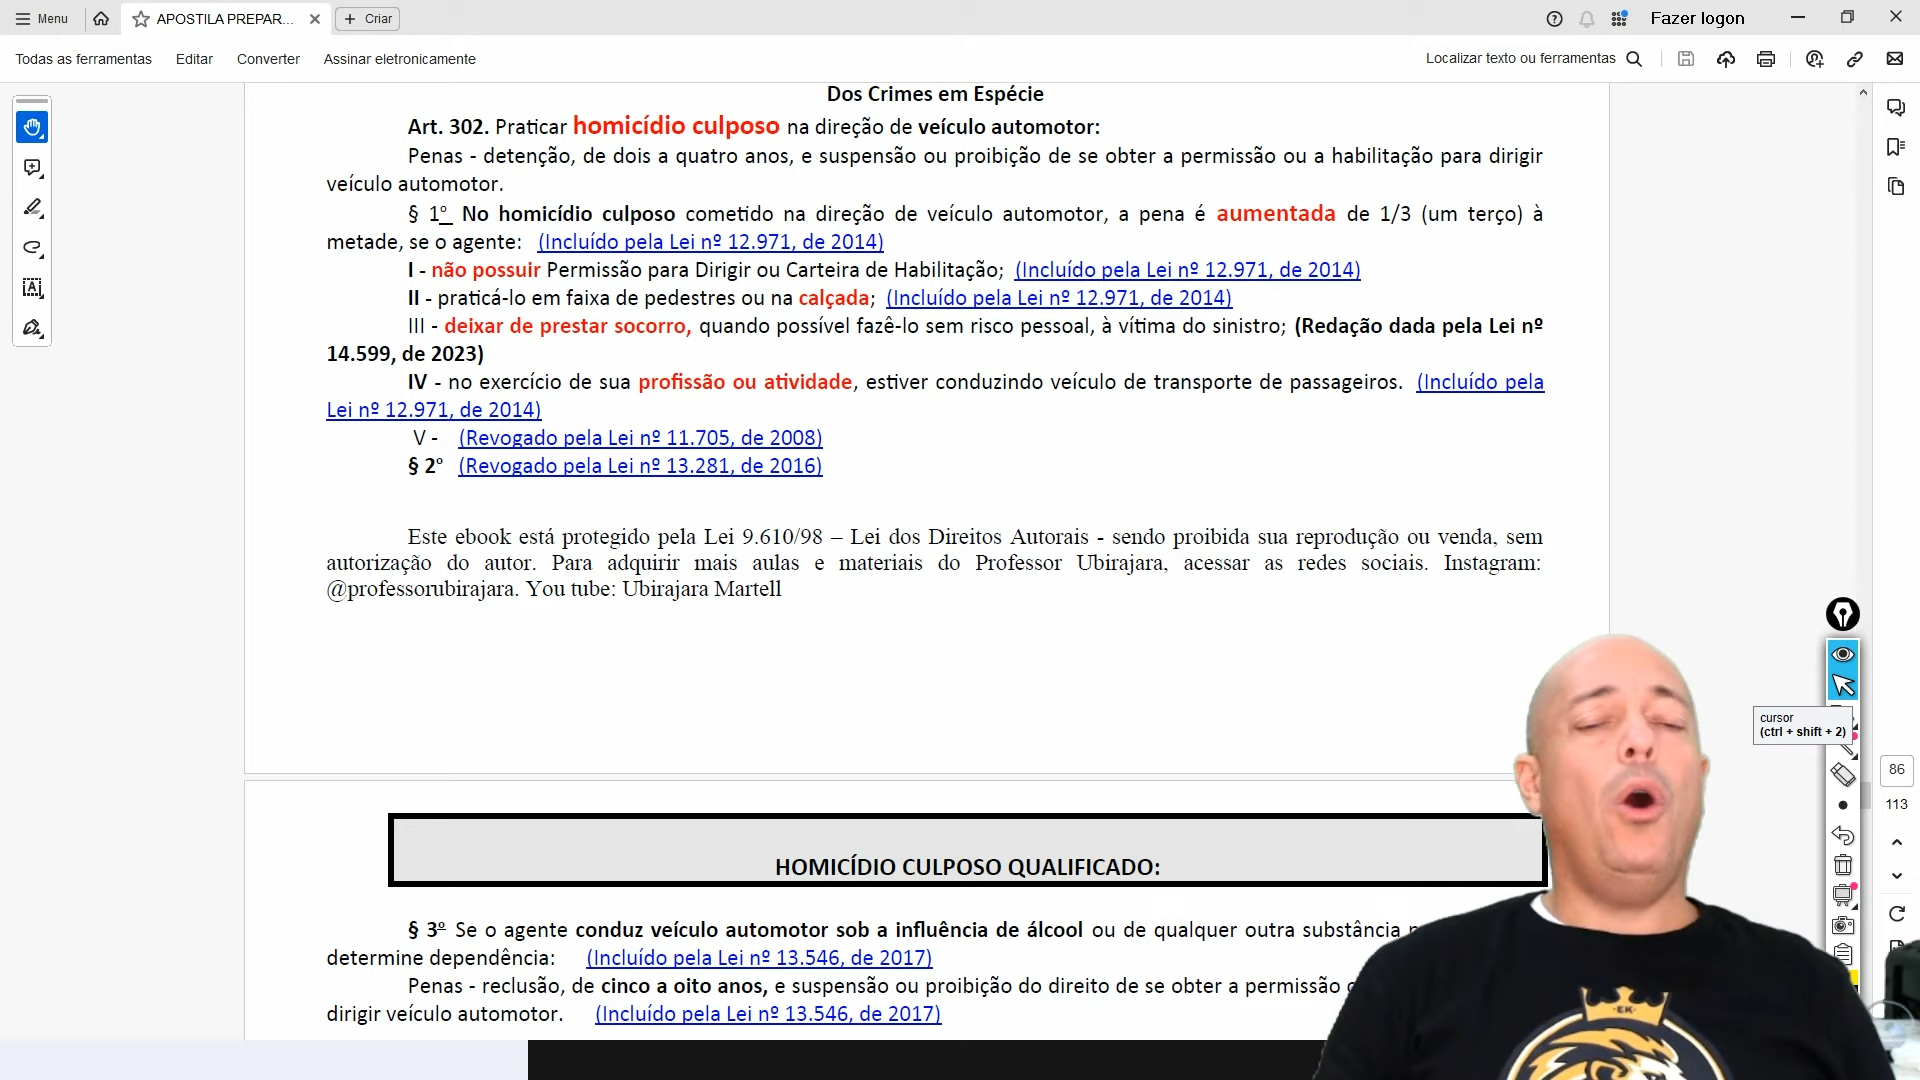 Menu
APOSTILA PREPAR...
Criar
Fazer logon
Todas as ferramentas
Editar
Converter
Assinar eletronicamente
Localizar texto ou ferramentas
Dos Crimes em Espécie
Art. 302. Praticar homicídio culposo na direção de veículo automotor:
Penas - detenção, de dois a quatro anos, e suspensão ou proibição de se obter a permissão ou a habilitação para dirigir
veículo automotor.
§ 1º No homicídio culposo cometido na direção de veículo automotor, a pena é aumentada de 1/3 (um terço) à
metade, se o agente: (Incluído pela Lei nº 12.971, de 2014)
I - não possuir Permissão para Dirigir ou Carteira de Habilitação; (Incluído pela Lei nº 12.971, de 2014)
II - praticá-lo em faixa de pedestres ou na calçada; (Incluído pela Lei nº 12.971, de 2014)
III - deixar de prestar socorro, quando possível fazê-lo sem risco pessoal, à vítima do sinistro; (Redação dada pela Lei nº
14.599, de 2023)
IV - no exercício de sua profissão ou atividade, estiver conduzindo veículo de transporte de passageiros. (Incluído pela
Lei nº 12.971, de 2014)
V - (Revogado pela Lei nº 11.705, de 2008)
§ 2º (Revogado pela Lei nº 13.281, de 2016)
Este ebook está protegido pela Lei 9.610/98 – Lei dos Direitos Autorais - sendo proibida sua reprodução ou venda, sem
autorização do autor. Para adquirir mais aulas e materiais do Professor Ubirajara, acessar as redes sociais. Instagram:
@professorubirajara. You tube: Ubirajara Martell
cursor
(ctrl + shift + 2)
86
113
HOMICÍDIO CULPOSO QUALIFICADO:
§ 3º Se o agente conduz veículo automotor sob a influência de álcool ou de qualquer outra substância
determine dependência: (Incluído pela Lei nº 13.546, de 2017)
Penas - reclusão, de cinco a oito anos, e suspensão ou proibição do direito de se obter a permissão
dirigir veículo automotor. (Incluído pela Lei nº 13.546, de 2017)
EK